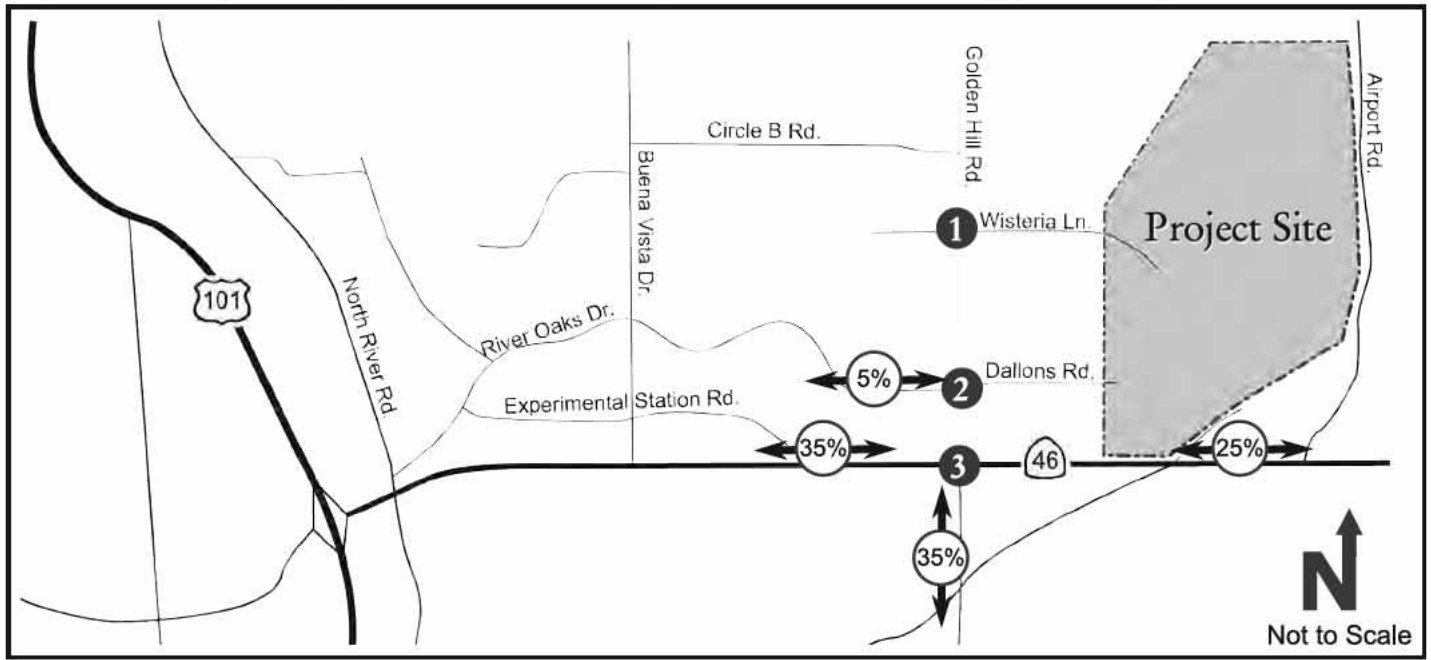 Golden Hill Rd.
Airport Rd.
Circle B Rd.
Buena Vista Dr.
1
Wisteria Ln.
Project Site
101
North River Rd.
River Oaks Dr.
5%
2
Dallons Rd.
Experimental Station Rd.
35%
3
46
25%
35%
N
Not to Scale